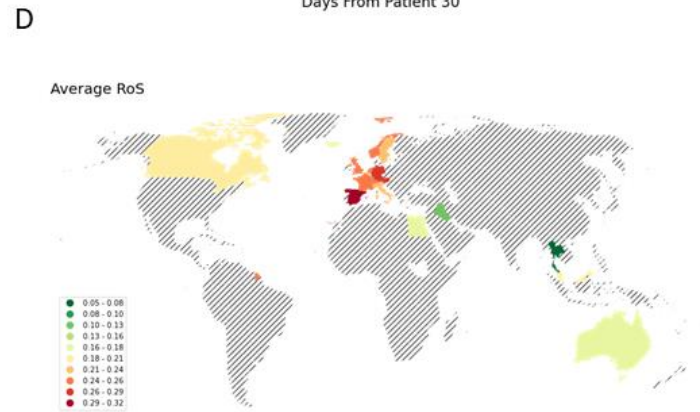 Days From Patient 30
D
Average RoS
0.05 - 0.08
0.08 - 0.10
0.10 - 0.13
0.13 - 0.16
0.16 - 0.18
0.18 - 0.21
0.21 - 0.24
0.24 - 0.26
0.26 - 0.29
0.29 - 0.32